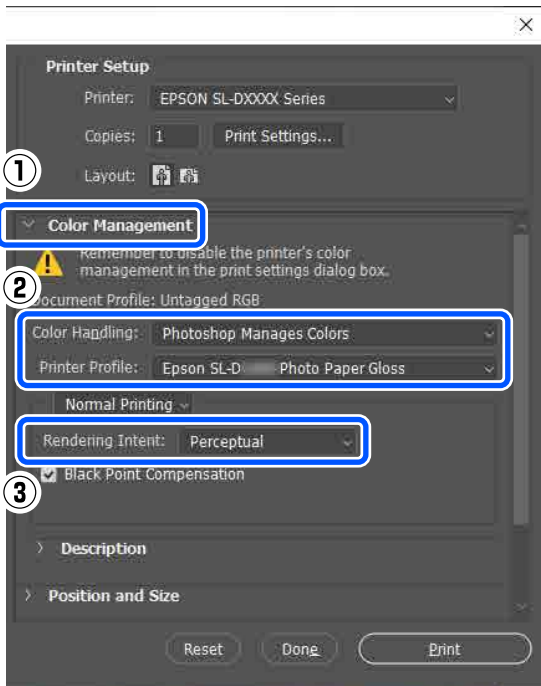 Printer Setup
Printer: EPSON SL-DXXXX Series
Copies: 1 Print Settings...
①
Layout:
Color Management
Remember to disable the printer's color
management in the print settings dialog box.
②
Document Profile: Untagged RGB
Color Handling: Photoshop Manages Colors
Printer Profile: Epson SL-D Photo Paper Gloss
Normal Printing
Rendering Intent: Perceptual
③
Black Point Compensation
Description
Position and Size
Reset Done Print